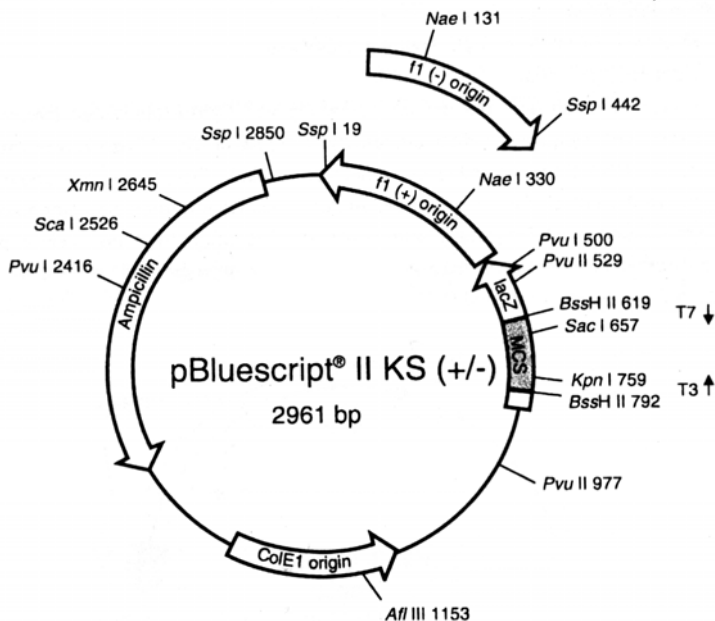 Nae I 131
f1 (-) origin
Ssp I 442
Ssp I 2850
Ssp I 19
Xmn I 2645
f1 (+) origin
Nae I 330
Sca I 2526
Pvu I 500
Pvu I 2416
Pvu II 529
Ampicillin
lacZ
BssH II 619
T7 ↓
Sac I 657
MCS
pBluescript® II KS (+/-)
Kpn I 759
T3 ↑
BssH II 792
2961 bp
Pvu II 977
ColE1 origin
Afl III 1153